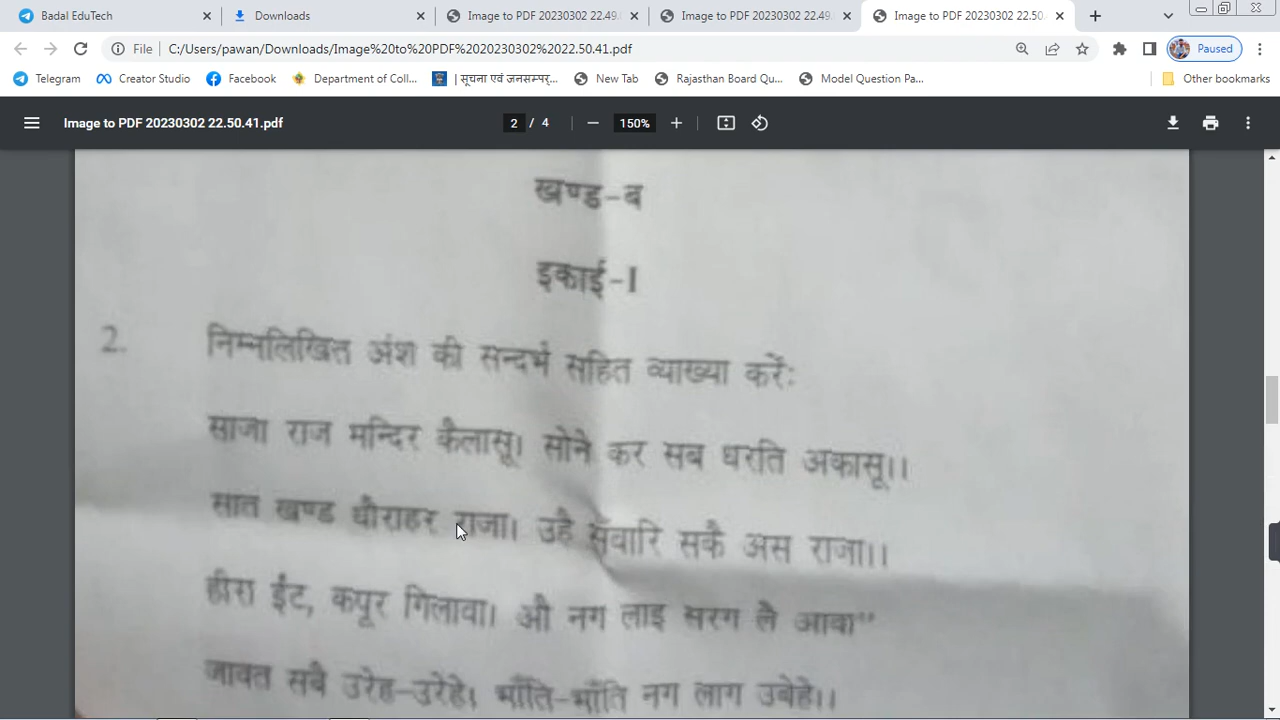 Badal EduTech
Downloads
Image to PDF 20230302 22.49.
Image to PDF 20230302 22.49.
Image to PDF 20230302 22.50.
File
C:/Users/pawan/Downloads/Image%20to%20PDF%2020230302%2022.50.41.pdf
Paused
Telegram
Creator Studio
Facebook
Department of Coll...
| सूचना एवं जनसम्पर्...
New Tab
Rajasthan Board Qu...
Model Question Pa...
Other bookmarks
Image to PDF 20230302 22.50.41.pdf
2 / 4
150%
खण्ड-ब
इकाई-I
2. निम्नलिखित अंश की सन्दर्भ सहित व्याख्या करें:
साजा राज मन्दिर कैलासू। सोने कर सब धरति अकासू।।
सात खण्ड धौराहर राजा। उहै सँवारि सकै अस राजा।।
हीरा ईंट, कपूर गिलावा। औ नग लाइ सरग लै आवा"
जावत सबै उरेह-उरेहे। भाँति-भाँति नग लाग उबेहे।।